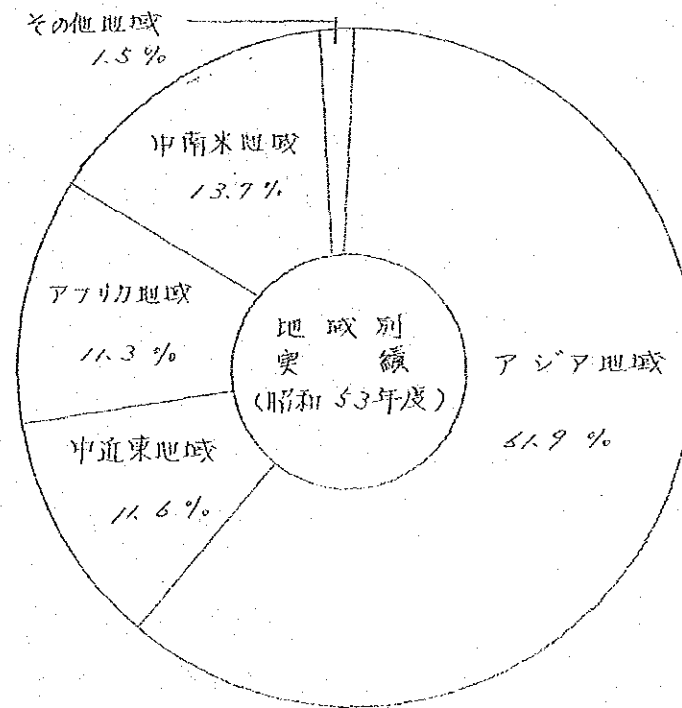 その他地域
1.5 %
中南米地域
13.7 %
アフリカ地域
11.3 %
中近東地域
11.6 %
地域別
実績
(昭和53年度)
アジア地域
61.9 %